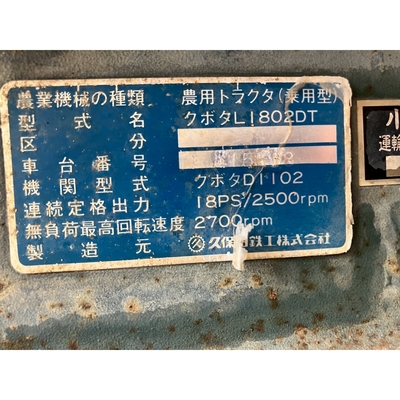 農業機械の種類 農用トラクタ(乗用型)
型式名 クボタL1802DT
区分
車台番号
機関型式 クボタD1102
連続定格出力 18PS/2500rpm
無負荷最高回転速度 2700rpm
製造元 久保田鉄工株式会社
小
運輸